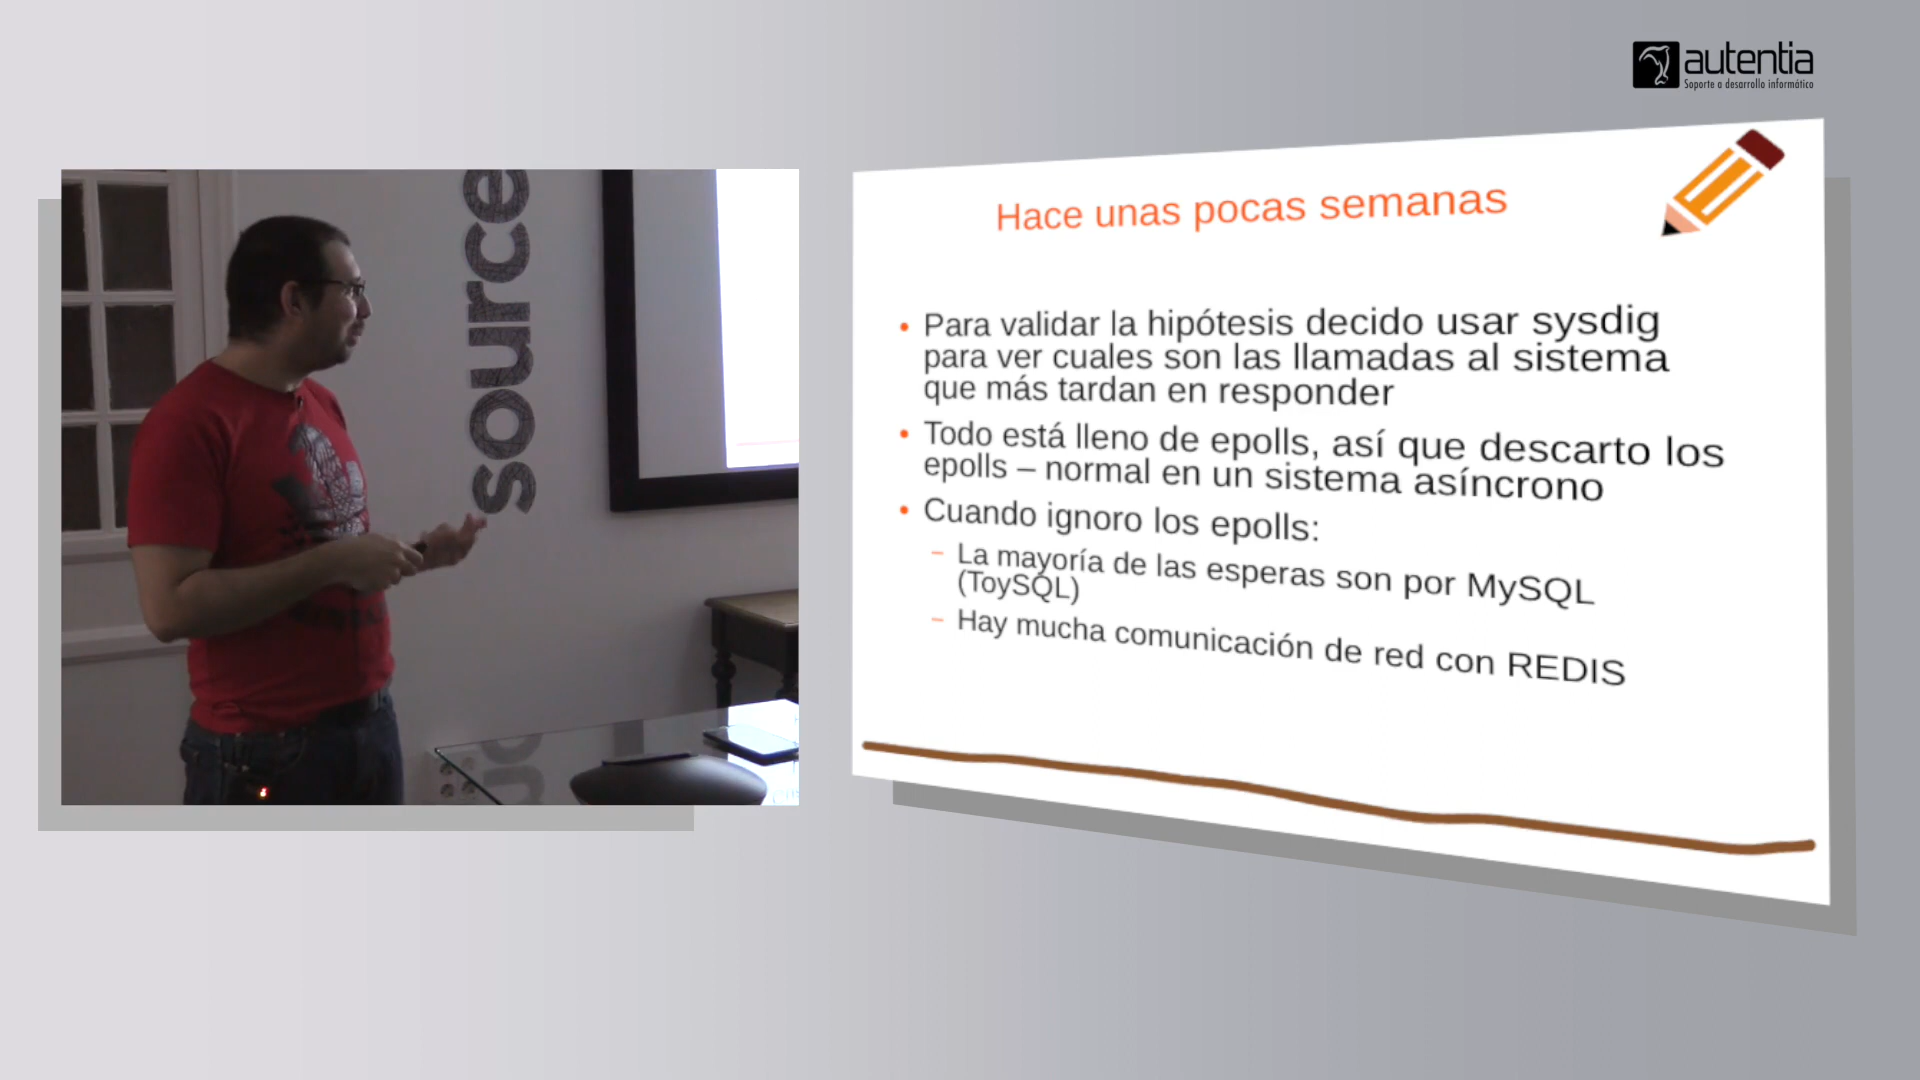 autentia
Soporte a desarrollo informático
source
Hace unas pocas semanas
• Para validar la hipótesis decido usar sysdig
para ver cuales son las llamadas al sistema
que más tardan en responder
• Todo está lleno de epolls, así que descarto los
epolls – normal en un sistema asíncrono
• Cuando ignoro los epolls:
– La mayoría de las esperas son por MySQL
(ToySQL)
– Hay mucha comunicación de red con REDIS